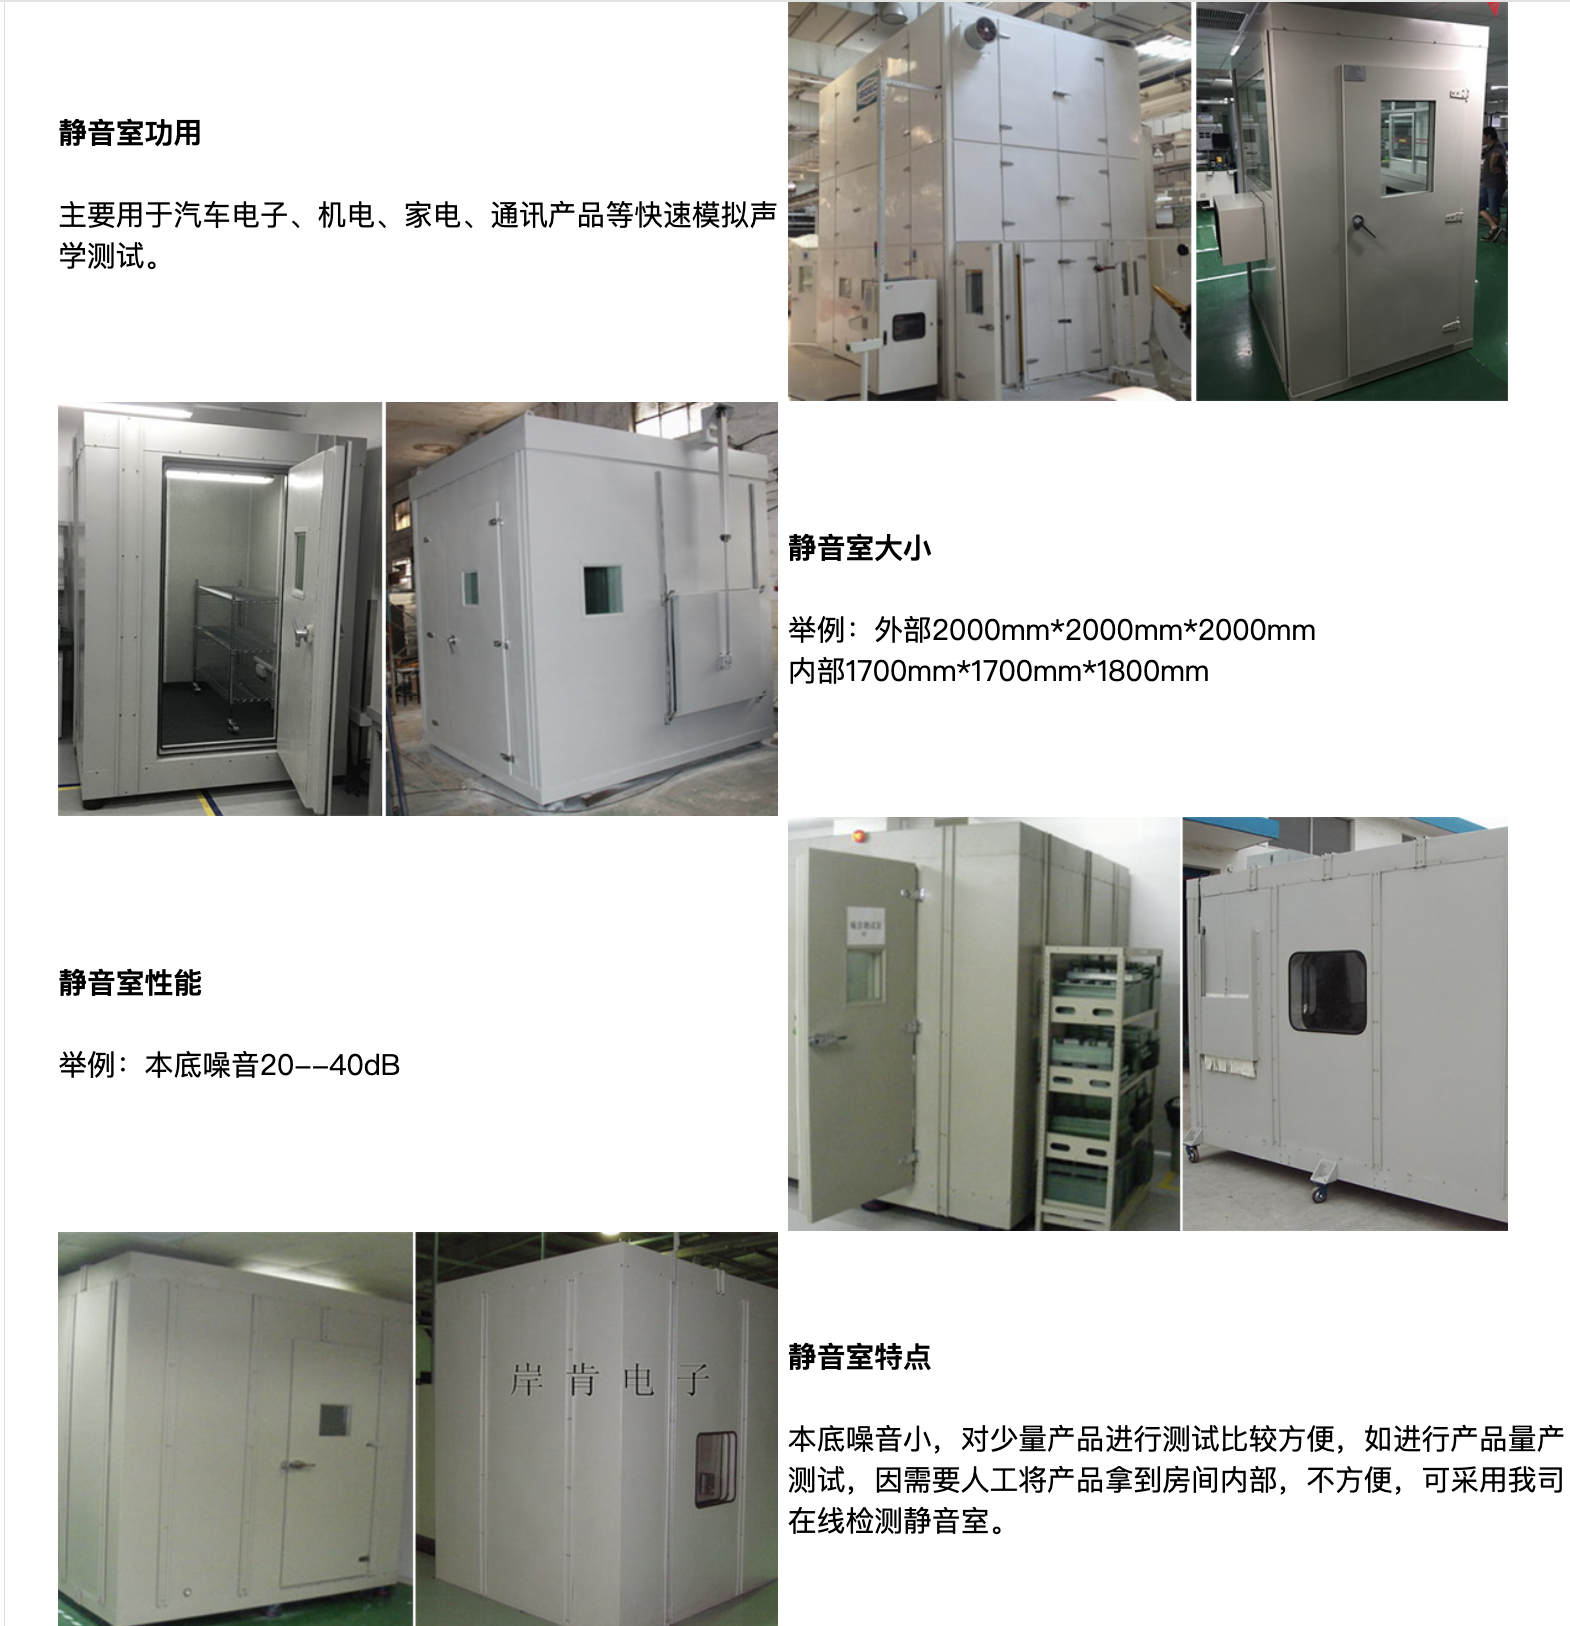 静音室功用
主要用于汽车电子、机电、家电、通讯产品等快速模拟声
学测试。
静音室大小
举例：外部2000mm*2000mm*2000mm
内部1700mm*1700mm*1800mm
静音室性能
举例：本底噪音20--40dB
岸肯电子
静音室特点
本底噪音小，对少量产品进行测试比较方便，如进行产品量产
测试，因需要人工将产品拿到房间内部，不方便，可采用我司
在线检测静音室。